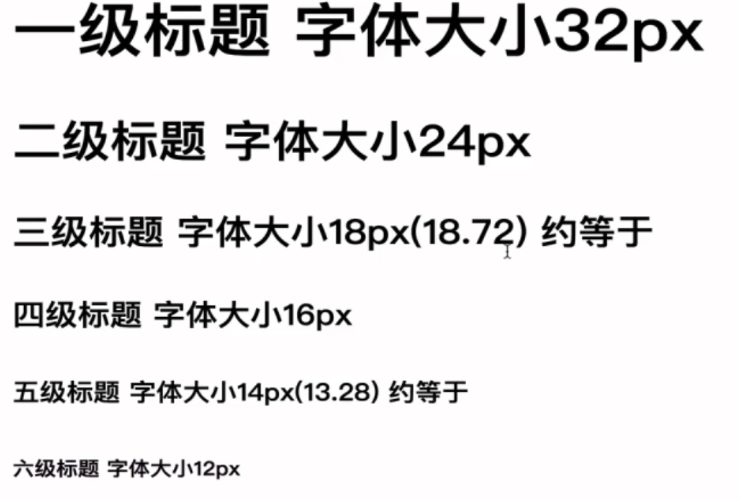 一级标题 字体大小32px
二级标题 字体大小24px
三级标题 字体大小18px(18.72) 约等于
四级标题 字体大小16px
五级标题 字体大小14px(13.28) 约等于
六级标题 字体大小12px